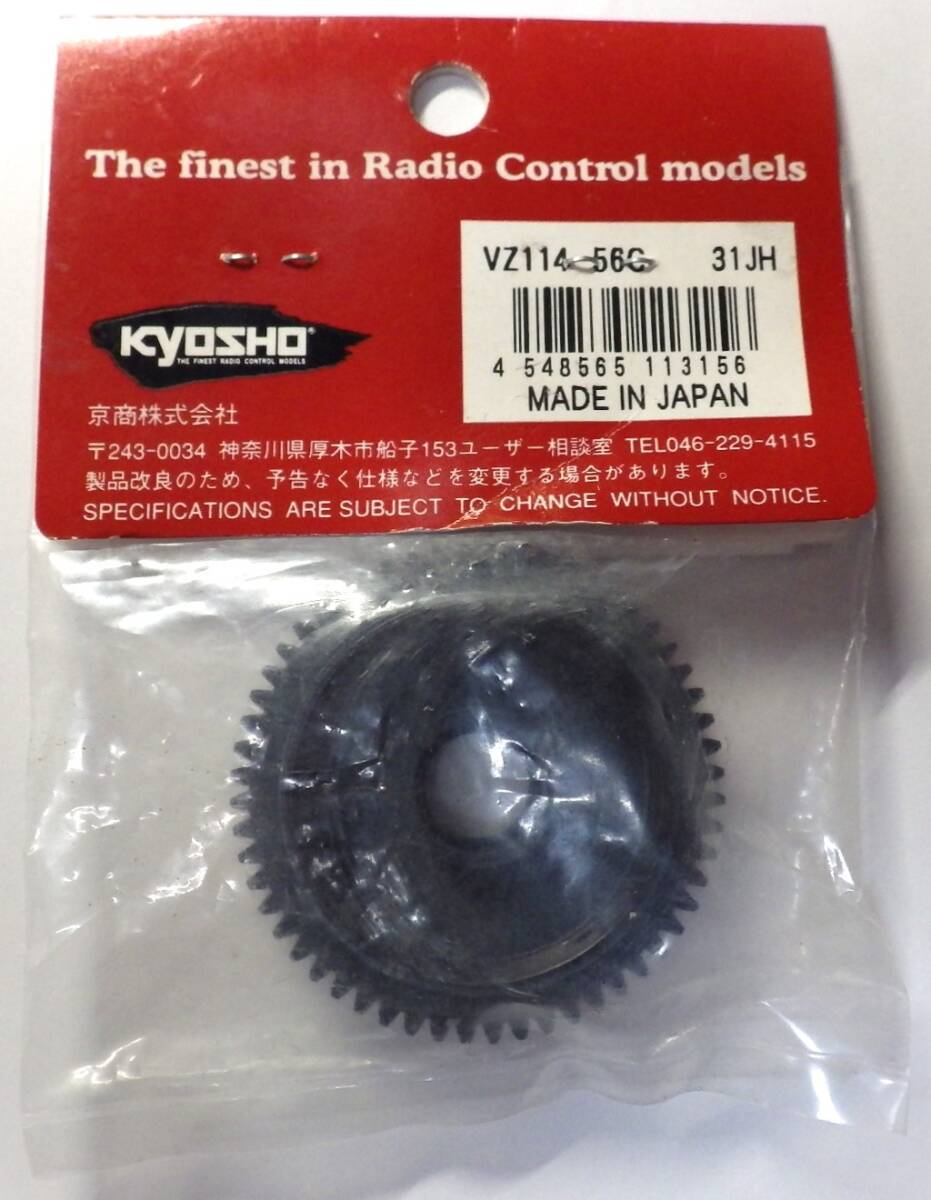 The finest in Radio Control models
VZ114-56C 31JH
4 548565 113156
MADE IN JAPAN
KYOSHO®
THE FINEST RADIO CONTROL MODELS
京商株式会社
〒243-0034 神奈川県厚木市船子153ユーザー相談室 TEL046-229-4115
製品改良のため、予告なく仕様などを変更する場合があります。
SPECIFICATIONS ARE SUBJECT TO CHANGE WITHOUT NOTICE.